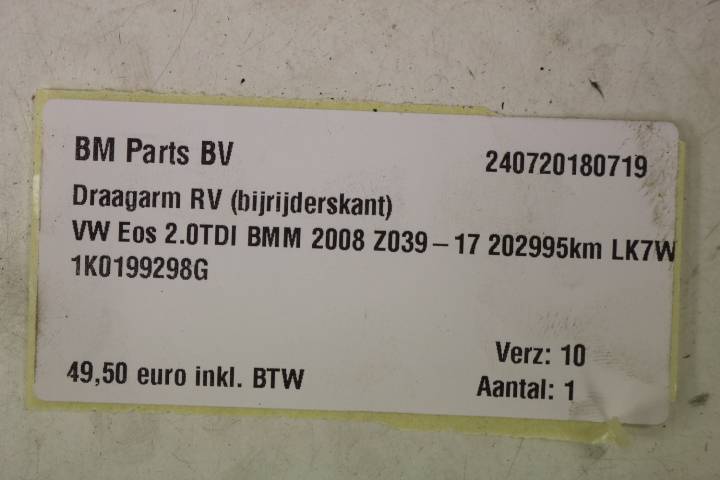 BM Parts BV
240720180719
Draagarm RV (bijrijderskant)
VW Eos 2.0TDI BMM 2008 Z039-17 202995km LK7W
1K0199298G
Verz: 10
49,50 euro inkl. BTW
Aantal: 1